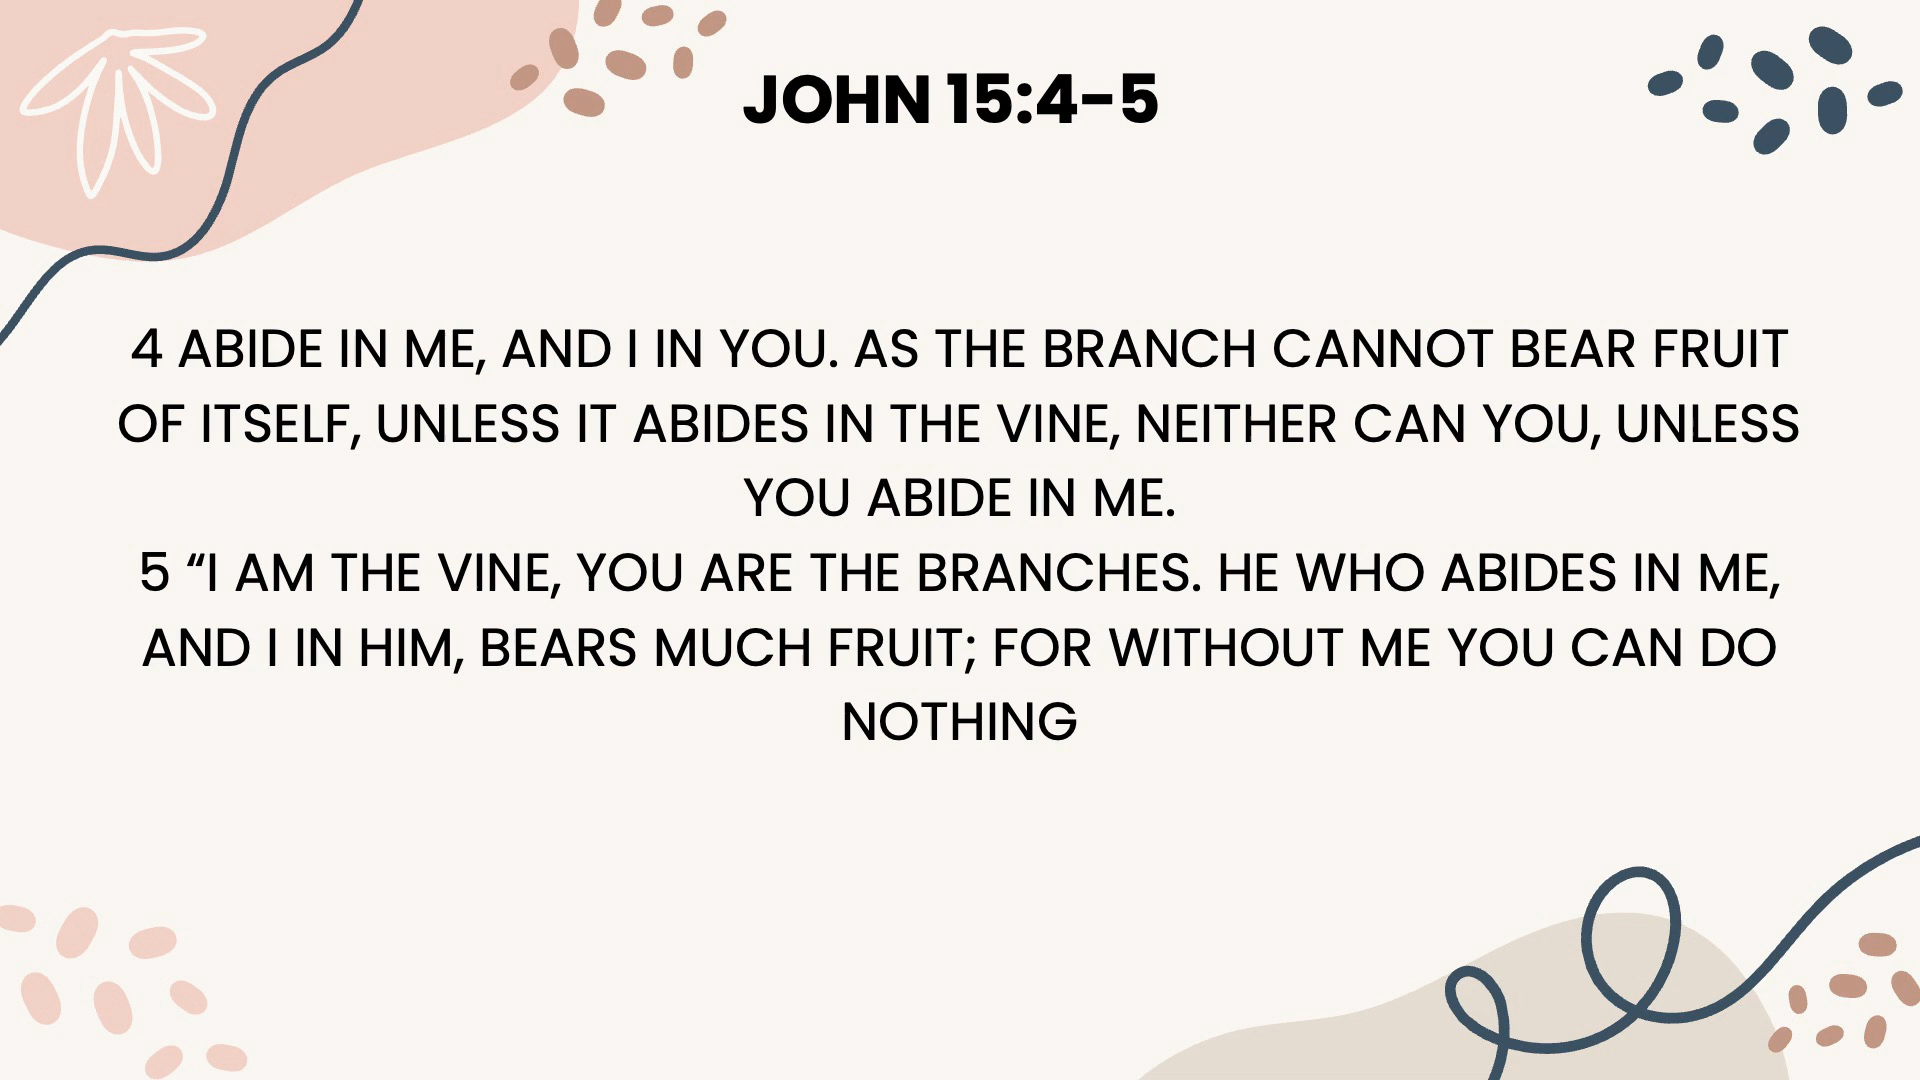 JOHN 15:4-5
4 ABIDE IN ME, AND I IN YOU. AS THE BRANCH CANNOT BEAR FRUIT
OF ITSELF, UNLESS IT ABIDES IN THE VINE, NEITHER CAN YOU, UNLESS
YOU ABIDE IN ME.
5 “I AM THE VINE, YOU ARE THE BRANCHES. HE WHO ABIDES IN ME,
AND I IN HIM, BEARS MUCH FRUIT; FOR WITHOUT ME YOU CAN DO
NOTHING